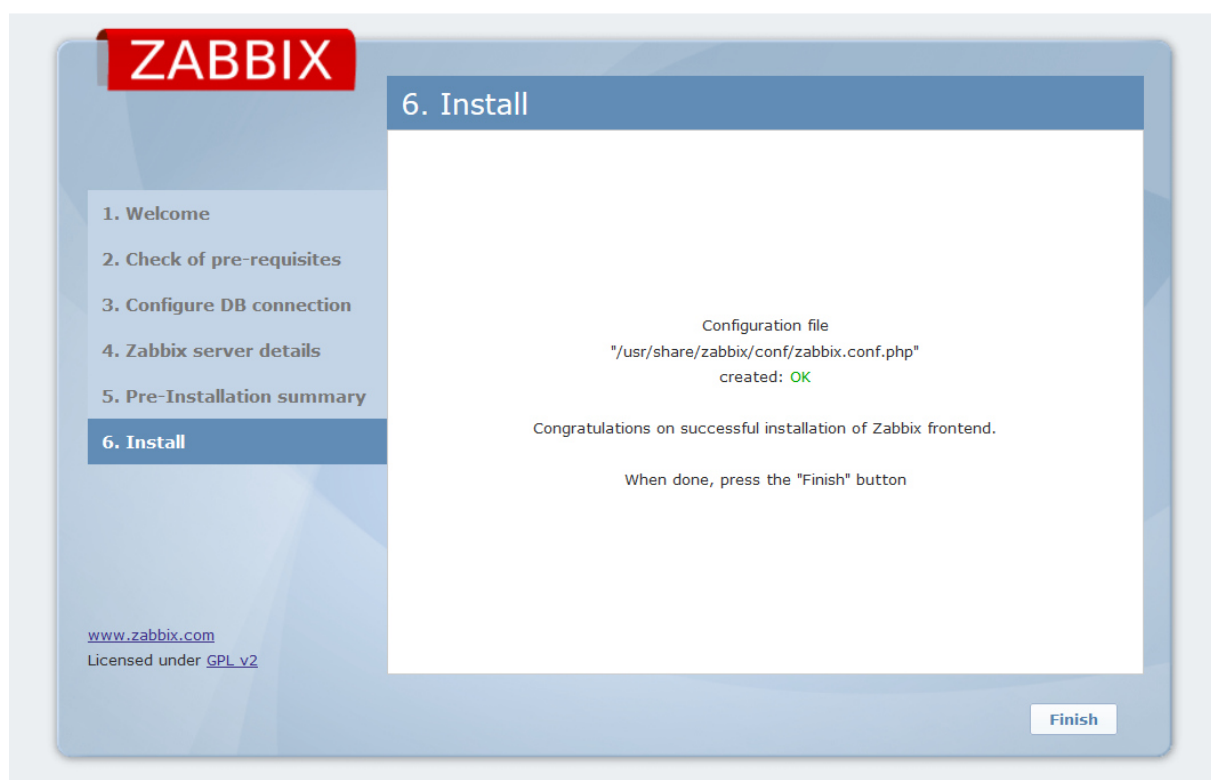 ZABBIX
6. Install
1. Welcome
2. Check of pre-requisites
3. Configure DB connection
4. Zabbix server details
5. Pre-Installation summary
6. Install
Configuration file
"/usr/share/zabbix/conf/zabbix.conf.php"
created: OK
Congratulations on successful installation of Zabbix frontend.
When done, press the "Finish" button
www.zabbix.com
Licensed under GPL v2
Finish